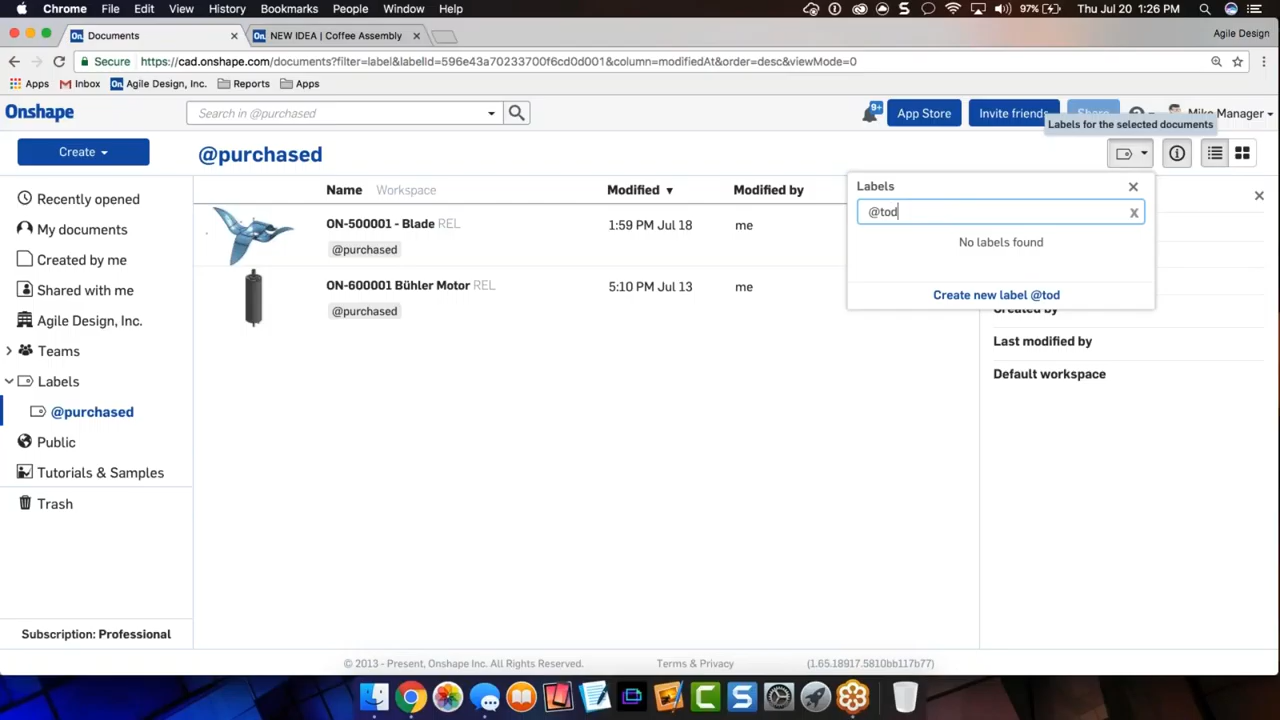 Chrome File Edit View History Bookmarks People Window Help 97% Thu Jul 20 1:26 PM
Documents NEW IDEA | Coffee Assembly Agile Design
Secure https://cad.onshape.com/documents?filter=label&labelId=596e43a70233700f6cd0d001&column=modifiedAt&order=desc&viewMode=0
Apps Inbox Agile Design, Inc. Reports Apps
Onshape Search in @purchased 9+ App Store Invite friends Share Mike Manager
Labels for the selected documents
Create @purchased
Labels
@tod x
No labels found
Create new label @tod
Name Workspace Modified Modified by
ON-500001 - Blade REL 1:59 PM Jul 18 me
@purchased
ON-600001 Bühler Motor REL 5:10 PM Jul 13 me
@purchased
Created by
Last modified by
Default workspace
Recently opened
My documents
Created by me
Shared with me
Agile Design, Inc.
Teams
Labels
@purchased
Public
Tutorials & Samples
Trash
Subscription: Professional
© 2013 - Present, Onshape Inc. All Rights Reserved. Terms & Privacy (1.65.18917.5810bb117b77)